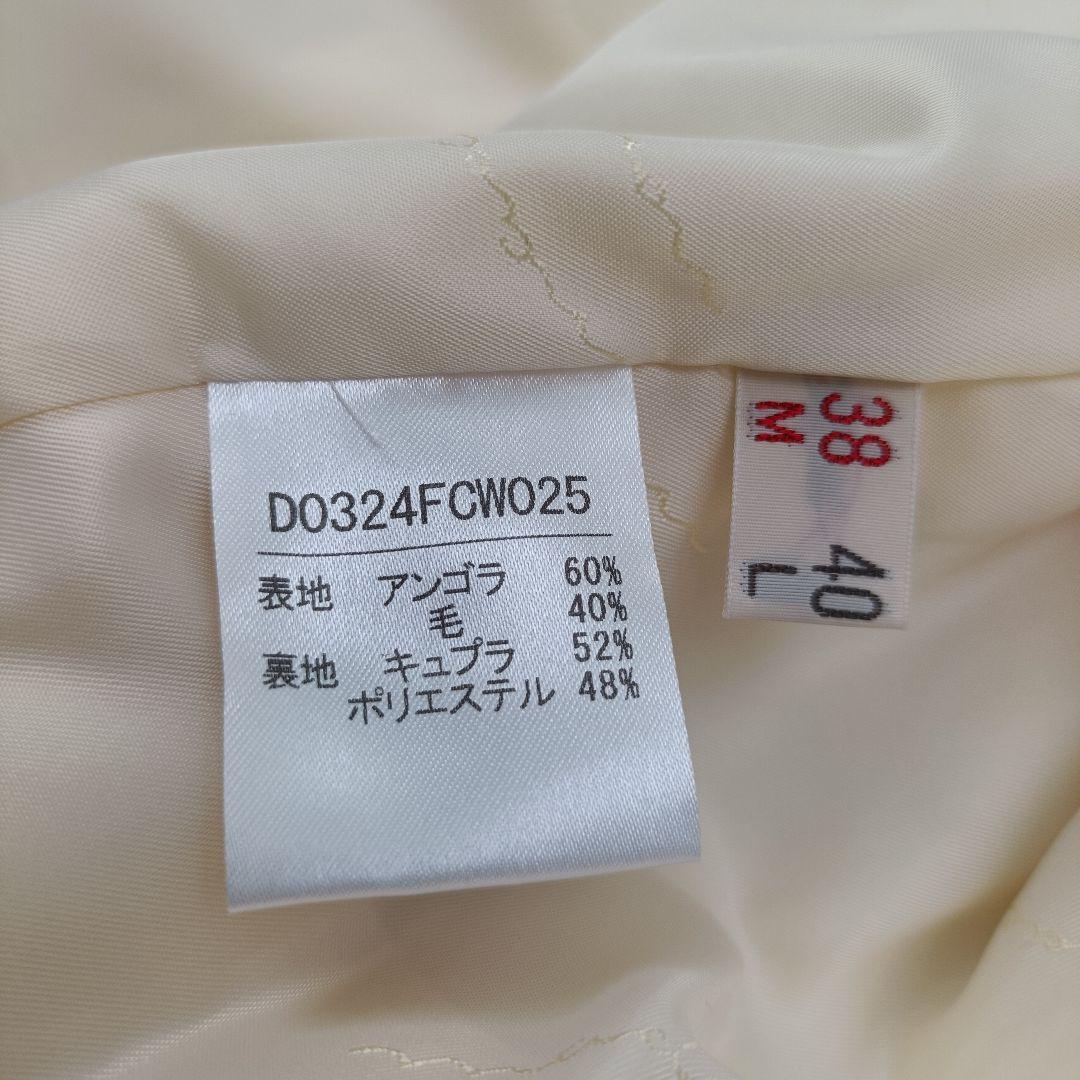 D0324FCW025
表地 アンゴラ 60%
毛 40%
裏地 キュプラ 52%
ポリエステル 48%
38 40
M L